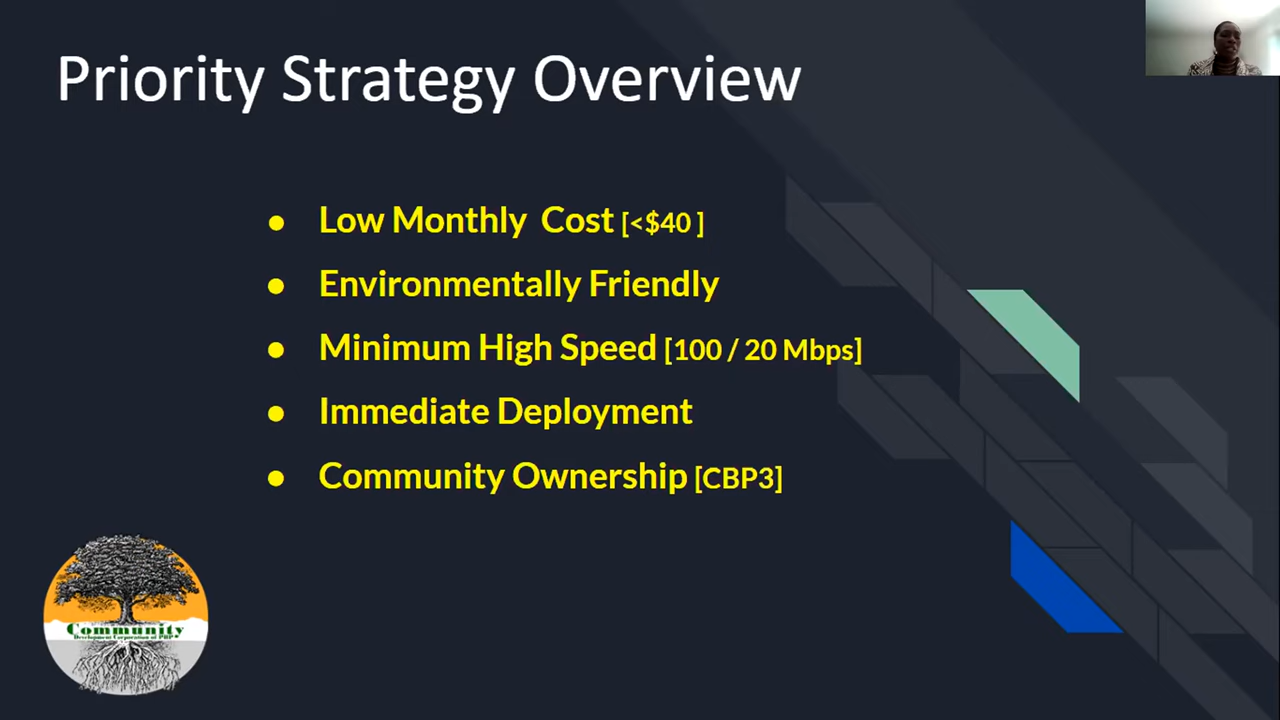 Priority Strategy Overview
● Low Monthly Cost [<$40 ]
● Environmentally Friendly
● Minimum High Speed [100 / 20 Mbps]
● Immediate Deployment
● Community Ownership [CBP3]
Community
Development Corporation of PBP